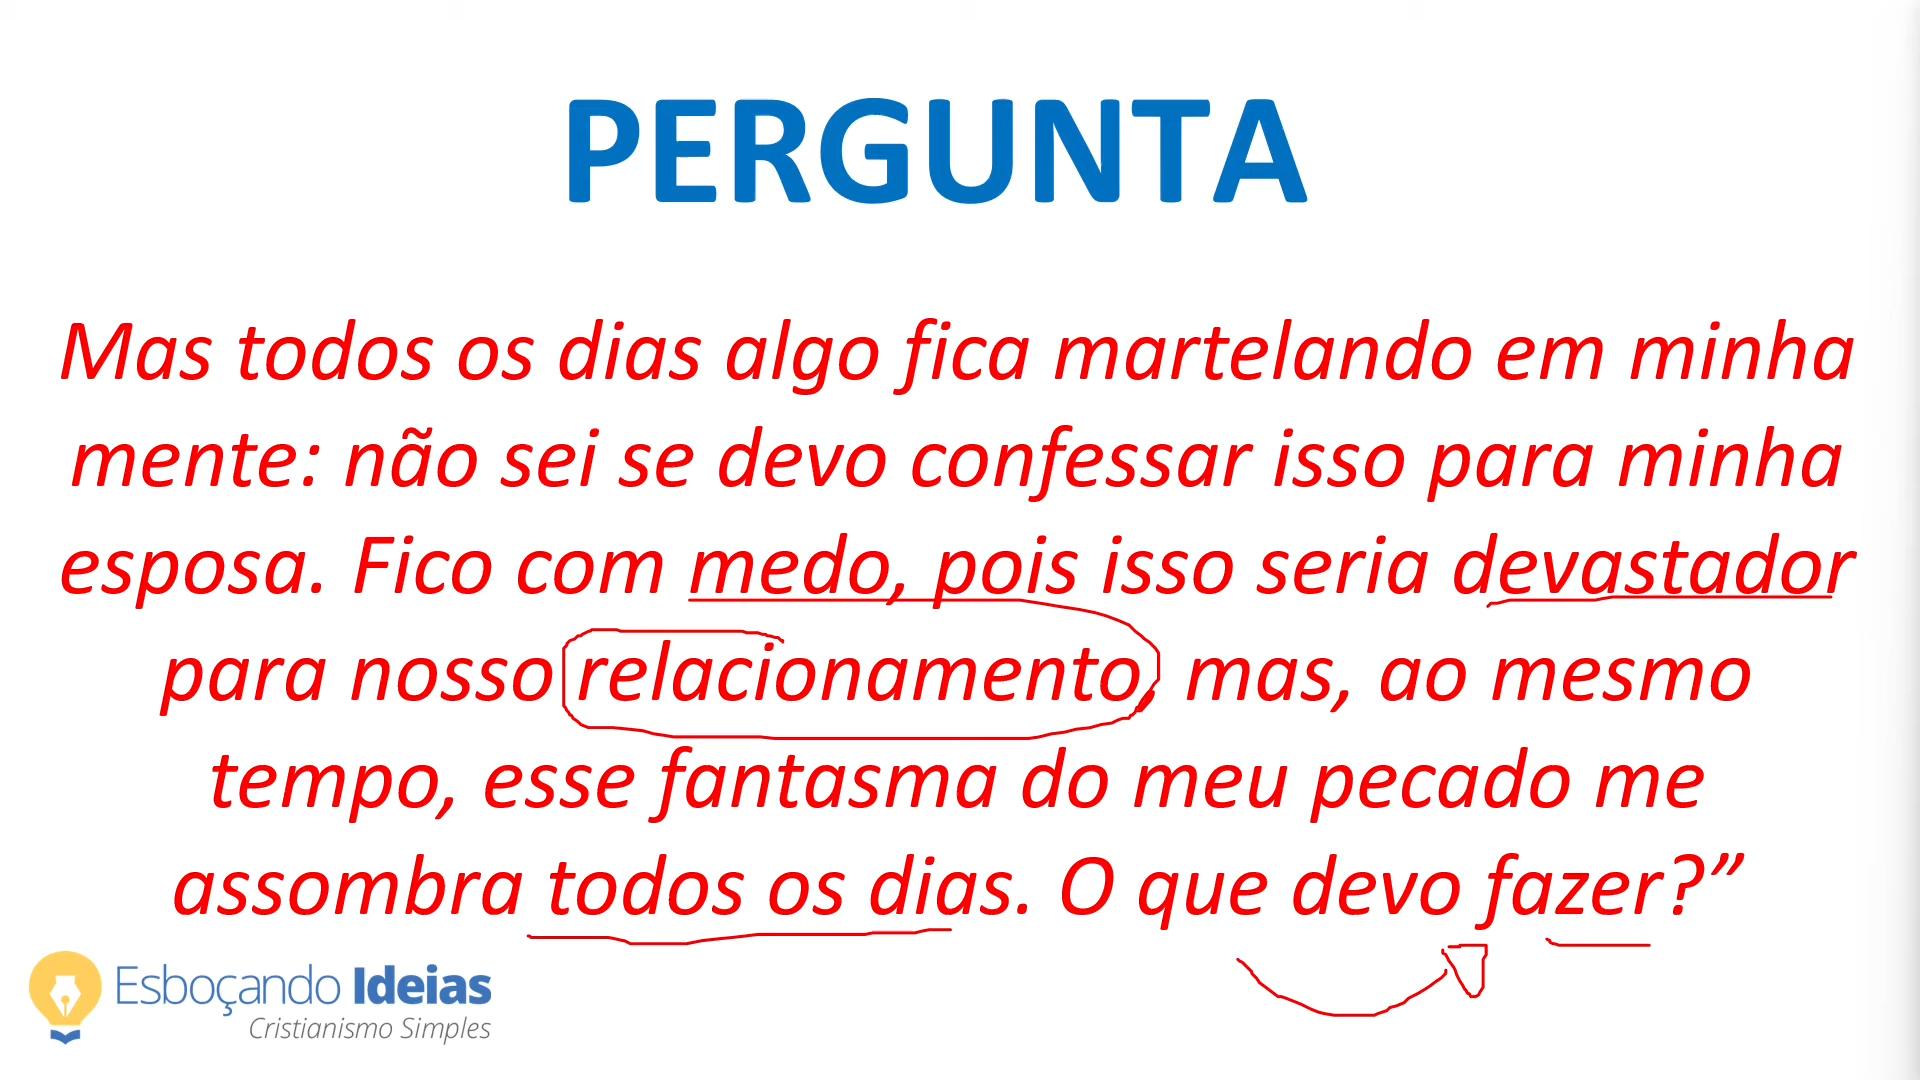 PERGUNTA
Mas todos os dias algo fica martelando em minha
mente: não sei se devo confessar isso para minha
esposa. Fico com medo, pois isso seria devastador
para nosso relacionamento, mas, ao mesmo
tempo, esse fantasma do meu pecado me
assombra todos os dias. O que devo fazer?”
Esboçando Ideias
Cristianismo Simples